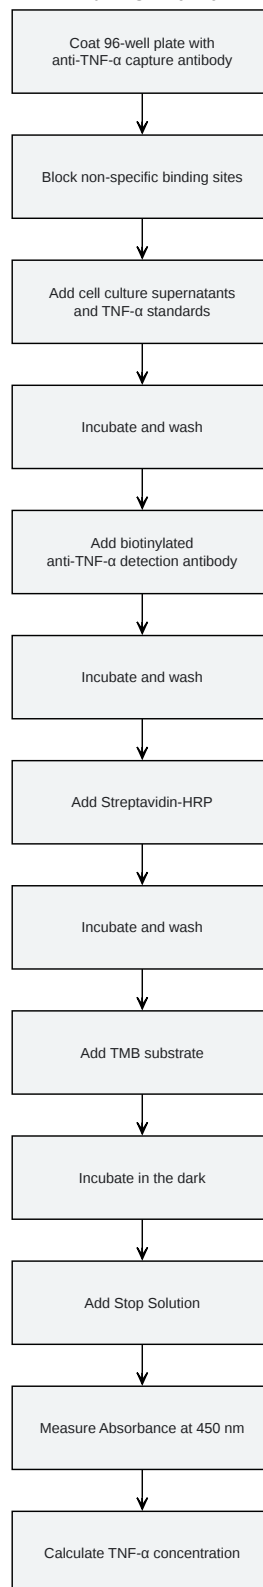 Coat 96-well plate with
anti-TNF-α capture antibody
Block non-specific binding sites
Add cell culture supernatants
and TNF-α standards
Incubate and wash
Add biotinylated
anti-TNF-α detection antibody
Incubate and wash
Add Streptavidin-HRP
Incubate and wash
Add TMB substrate
Incubate in the dark
Add Stop Solution
Measure Absorbance at 450 nm
Calculate TNF-α concentration